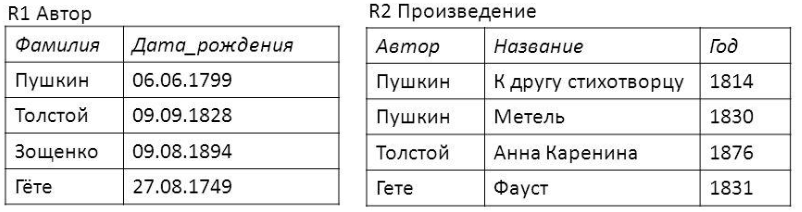 R1 Автор
Фамилия Дата_рождения
Пушкин 06.06.1799
Толстой 09.09.1828
Зощенко 09.08.1894
Гёте 27.08.1749
R2 Произведение
Автор Название Год
Пушкин К другу стихотворцу 1814
Пушкин Метель 1830
Толстой Анна Каренина 1876
Гете Фауст 1831